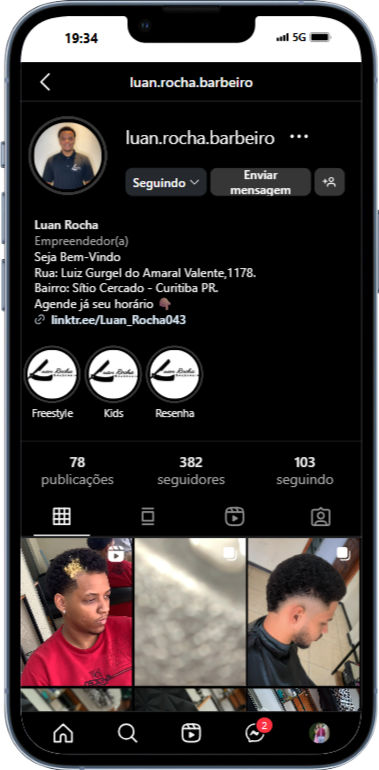 19:34
5G
luan.rocha.barbeiro
luan.rocha.barbeiro
Seguindo
Enviar
mensagem
Luan Rocha
Empreendedor(a)
Seja Bem-Vindo
Rua: Luiz Gurgel do Amaral Valente,1178.
Bairro: Sítio Cercado - Curitiba PR.
Agende já seu horário
linktr.ee/Luan_Rocha043
Luan Rocha
Luan Rocha
Luan Rocha
Freestyle
Kids
Resenha
78
publicações
382
seguidores
103
seguindo
2